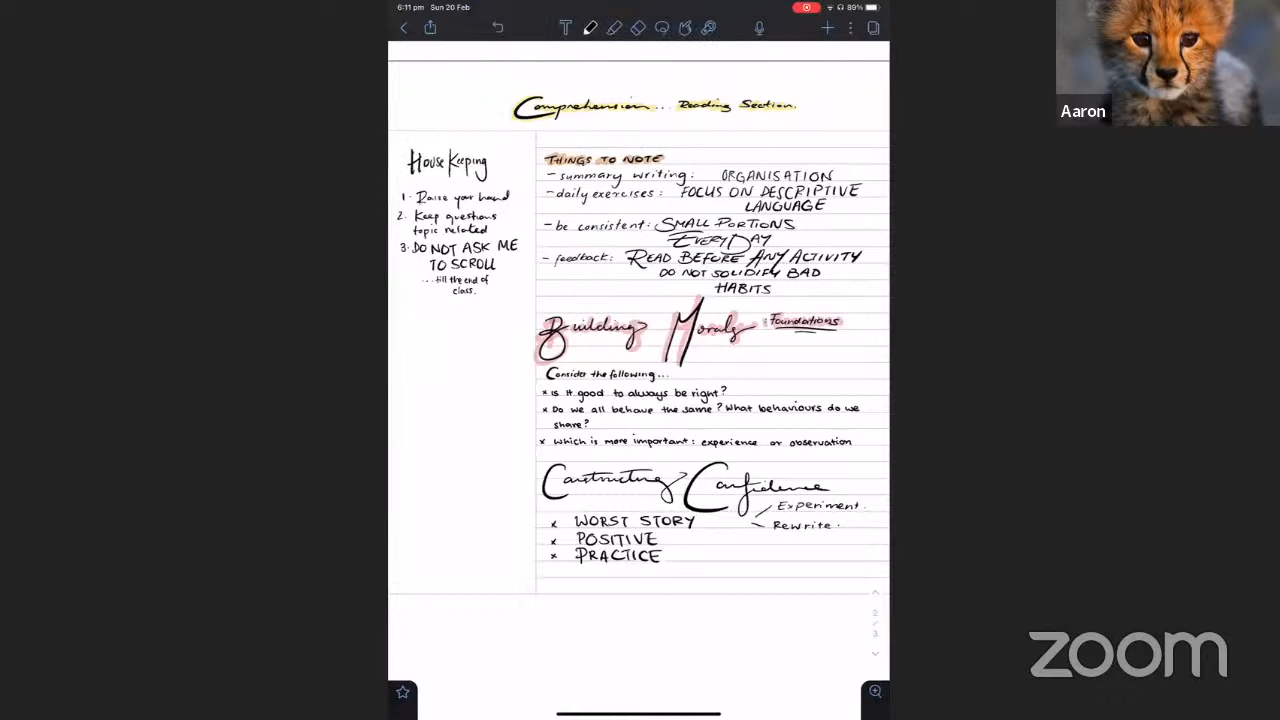 6:11 pm Sun 20 Feb
89%
Aaron
Comprehension... Reading Section.
House Keeping
1. Raise your hand
2. Keep questions
topic related
3. DO NOT ASK ME
TO SCROLL
...till the end of
class.
THINGS TO NOTE
- summary writing: ORGANISATION
- daily exercises: FOCUS ON DESCRIPTIVE
LANGUAGE
- be consistent: SMALL PORTIONS
EVERY DAY
- feedback: READ BEFORE ANY ACTIVITY
DO NOT SOLIDIFY BAD
HABITS
Building Morals : Foundations
Consider the following...
x Is it good to always be right?
x Do we all behave the same? What behaviours do we
share?
x Which is more important: experience or observation
Constructing Confidence
Experiment.
Rewrite.
x WORST STORY
x POSITIVE
x PRACTICE
2
/
3
zoom